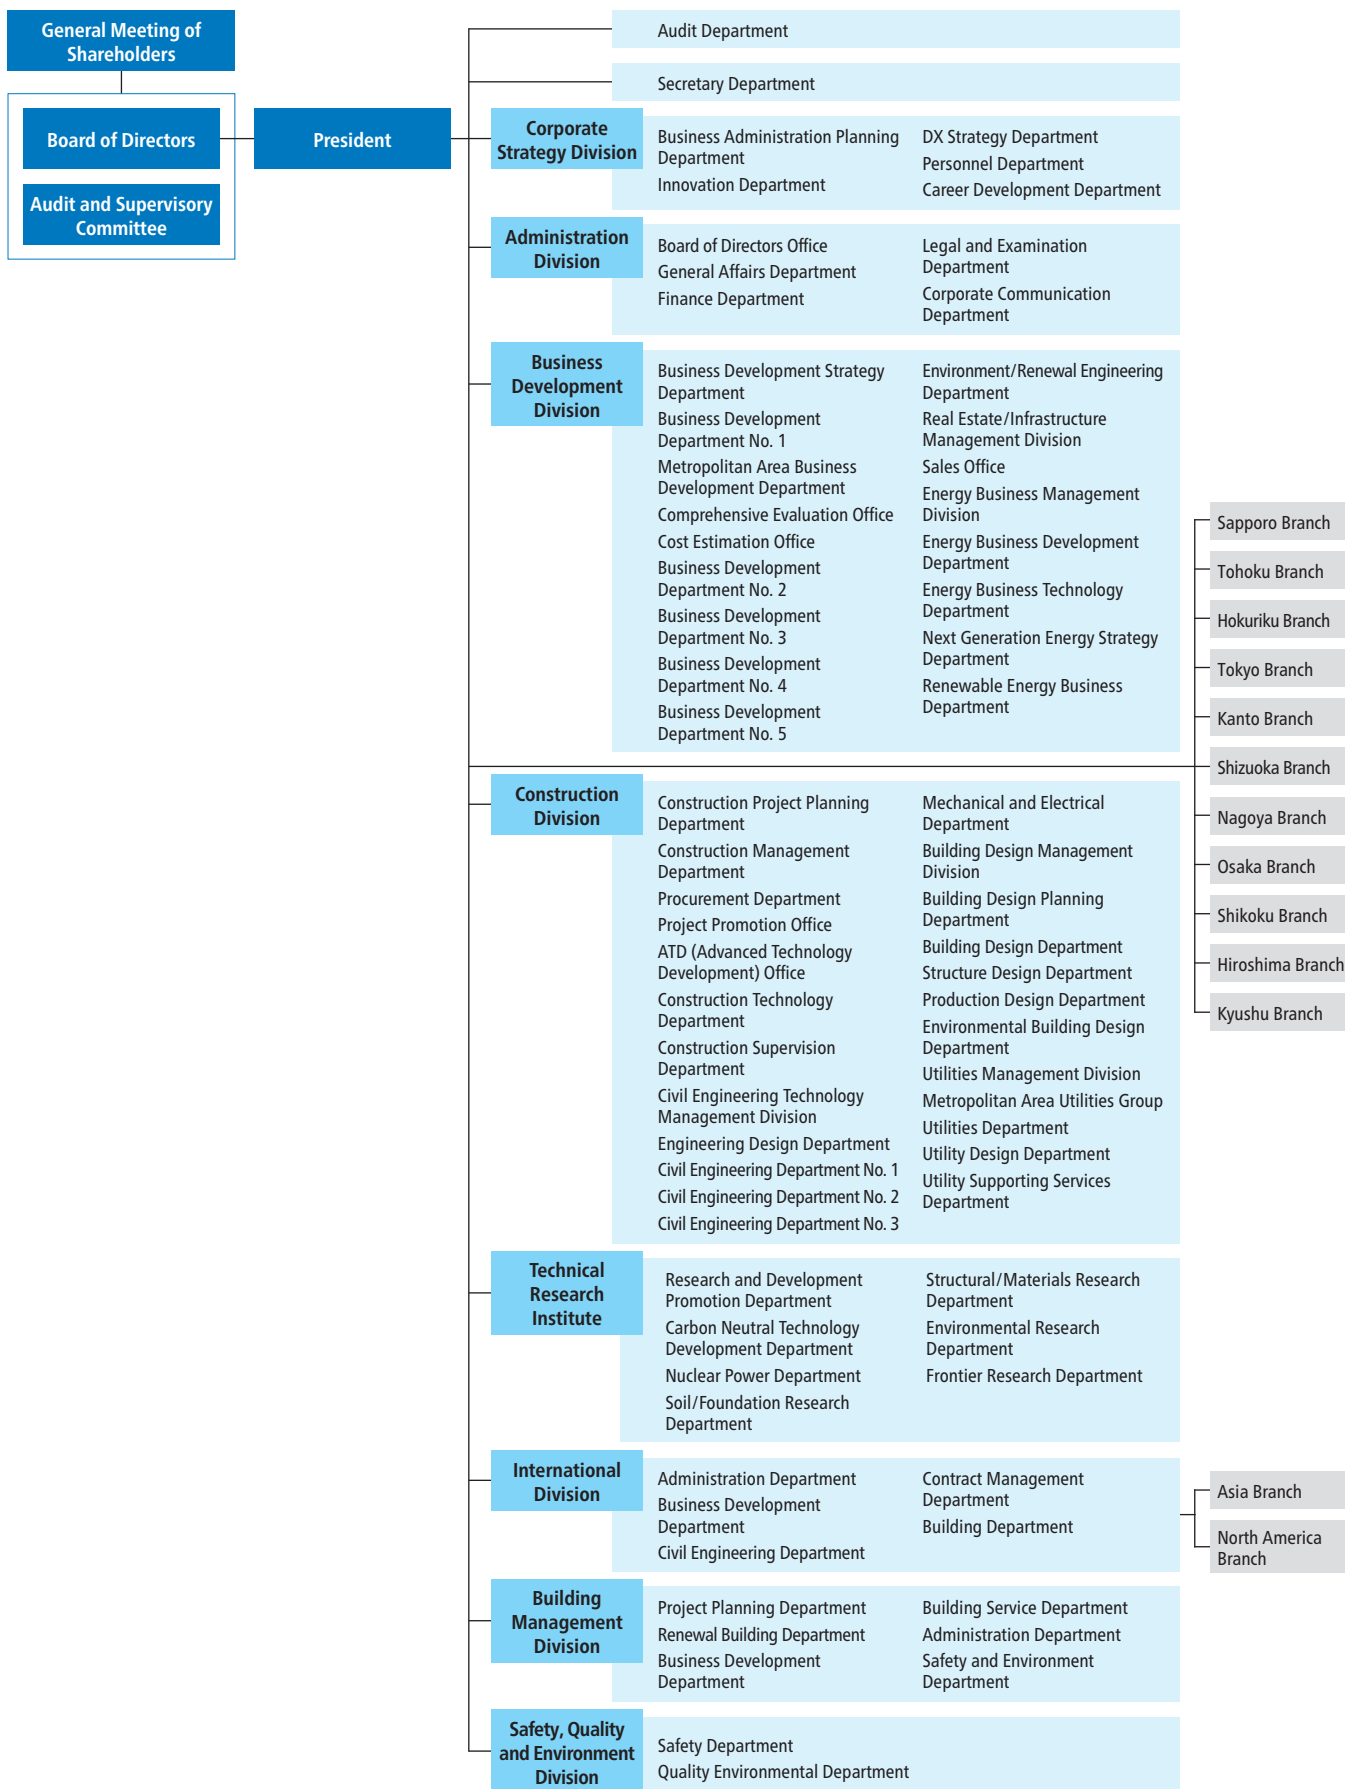 General Meeting of
Shareholders
Board of Directors
Audit and Supervisory
Committee
President
Audit Department
Secretary Department
Corporate
Strategy Division
Business Administration Planning
Department
Innovation Department
DX Strategy Department
Personnel Department
Career Development Department
Administration
Division
Board of Directors Office
General Affairs Department
Finance Department
Legal and Examination
Department
Corporate Communication
Department
Business
Development
Division
Business Development Strategy
Department
Business Development
Department No. 1
Metropolitan Area Business
Development Department
Comprehensive Evaluation Office
Cost Estimation Office
Business Development
Department No. 2
Business Development
Department No. 3
Business Development
Department No. 4
Business Development
Department No. 5
Environment/Renewal Engineering
Department
Real Estate/Infrastructure
Management Division
Sales Office
Energy Business Management
Division
Energy Business Development
Department
Energy Business Technology
Department
Next Generation Energy Strategy
Department
Renewable Energy Business
Department
Sapporo Branch
Tohoku Branch
Hokuriku Branch
Tokyo Branch
Kanto Branch
Shizuoka Branch
Nagoya Branch
Osaka Branch
Shikoku Branch
Hiroshima Branch
Kyushu Branch
Construction
Division
Construction Project Planning
Department
Construction Management
Department
Procurement Department
Project Promotion Office
ATD (Advanced Technology
Development) Office
Construction Technology
Department
Construction Supervision
Department
Civil Engineering Technology
Management Division
Engineering Design Department
Civil Engineering Department No. 1
Civil Engineering Department No. 2
Civil Engineering Department No. 3
Mechanical and Electrical
Department
Building Design Management
Division
Building Design Planning
Department
Building Design Department
Structure Design Department
Production Design Department
Environmental Building Design
Department
Utilities Management Division
Metropolitan Area Utilities Group
Utilities Department
Utility Design Department
Utility Supporting Services
Department
Technical
Research
Institute
Research and Development
Promotion Department
Carbon Neutral Technology
Development Department
Nuclear Power Department
Soil/Foundation Research
Department
Structural/Materials Research
Department
Environmental Research
Department
Frontier Research Department
International
Division
Administration Department
Business Development
Department
Civil Engineering Department
Contract Management
Department
Building Department
Asia Branch
North America
Branch
Building
Management
Division
Project Planning Department
Renewal Building Department
Business Development
Department
Building Service Department
Administration Department
Safety and Environment
Department
Safety, Quality
and Environment
Division
Safety Department
Quality Environmental Department